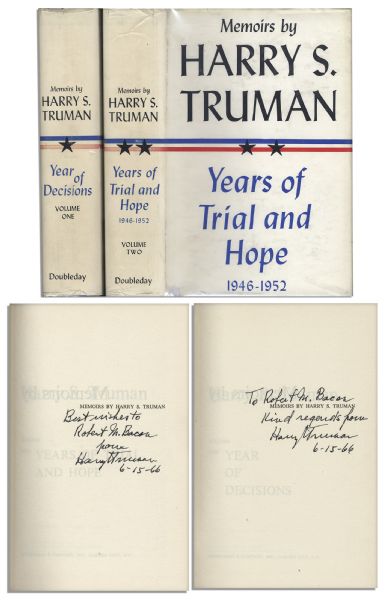 Memoirs by
HARRY S.
TRUMAN
Year
of
Decisions
VOLUME
ONE
Doubleday
Memoirs by
HARRY S.
TRUMAN
Years of
Trial and
Hope
1946-1952
VOLUME
TWO
Doubleday
Memoirs by
HARRY S.
TRUMAN
Years of
Trial and
Hope
1946-1952
MEMOIRS BY HARRY S. TRUMAN
Best wishes to
Robert M. Bacon
from
Harry Truman
6-15-66
YEARS OF TRIAL
AND HOPE
To Robert M. Bacon
MEMOIRS BY HARRY S. TRUMAN
Kind regards from
Harry Truman
6-15-66
YEAR
OF
DECISIONS